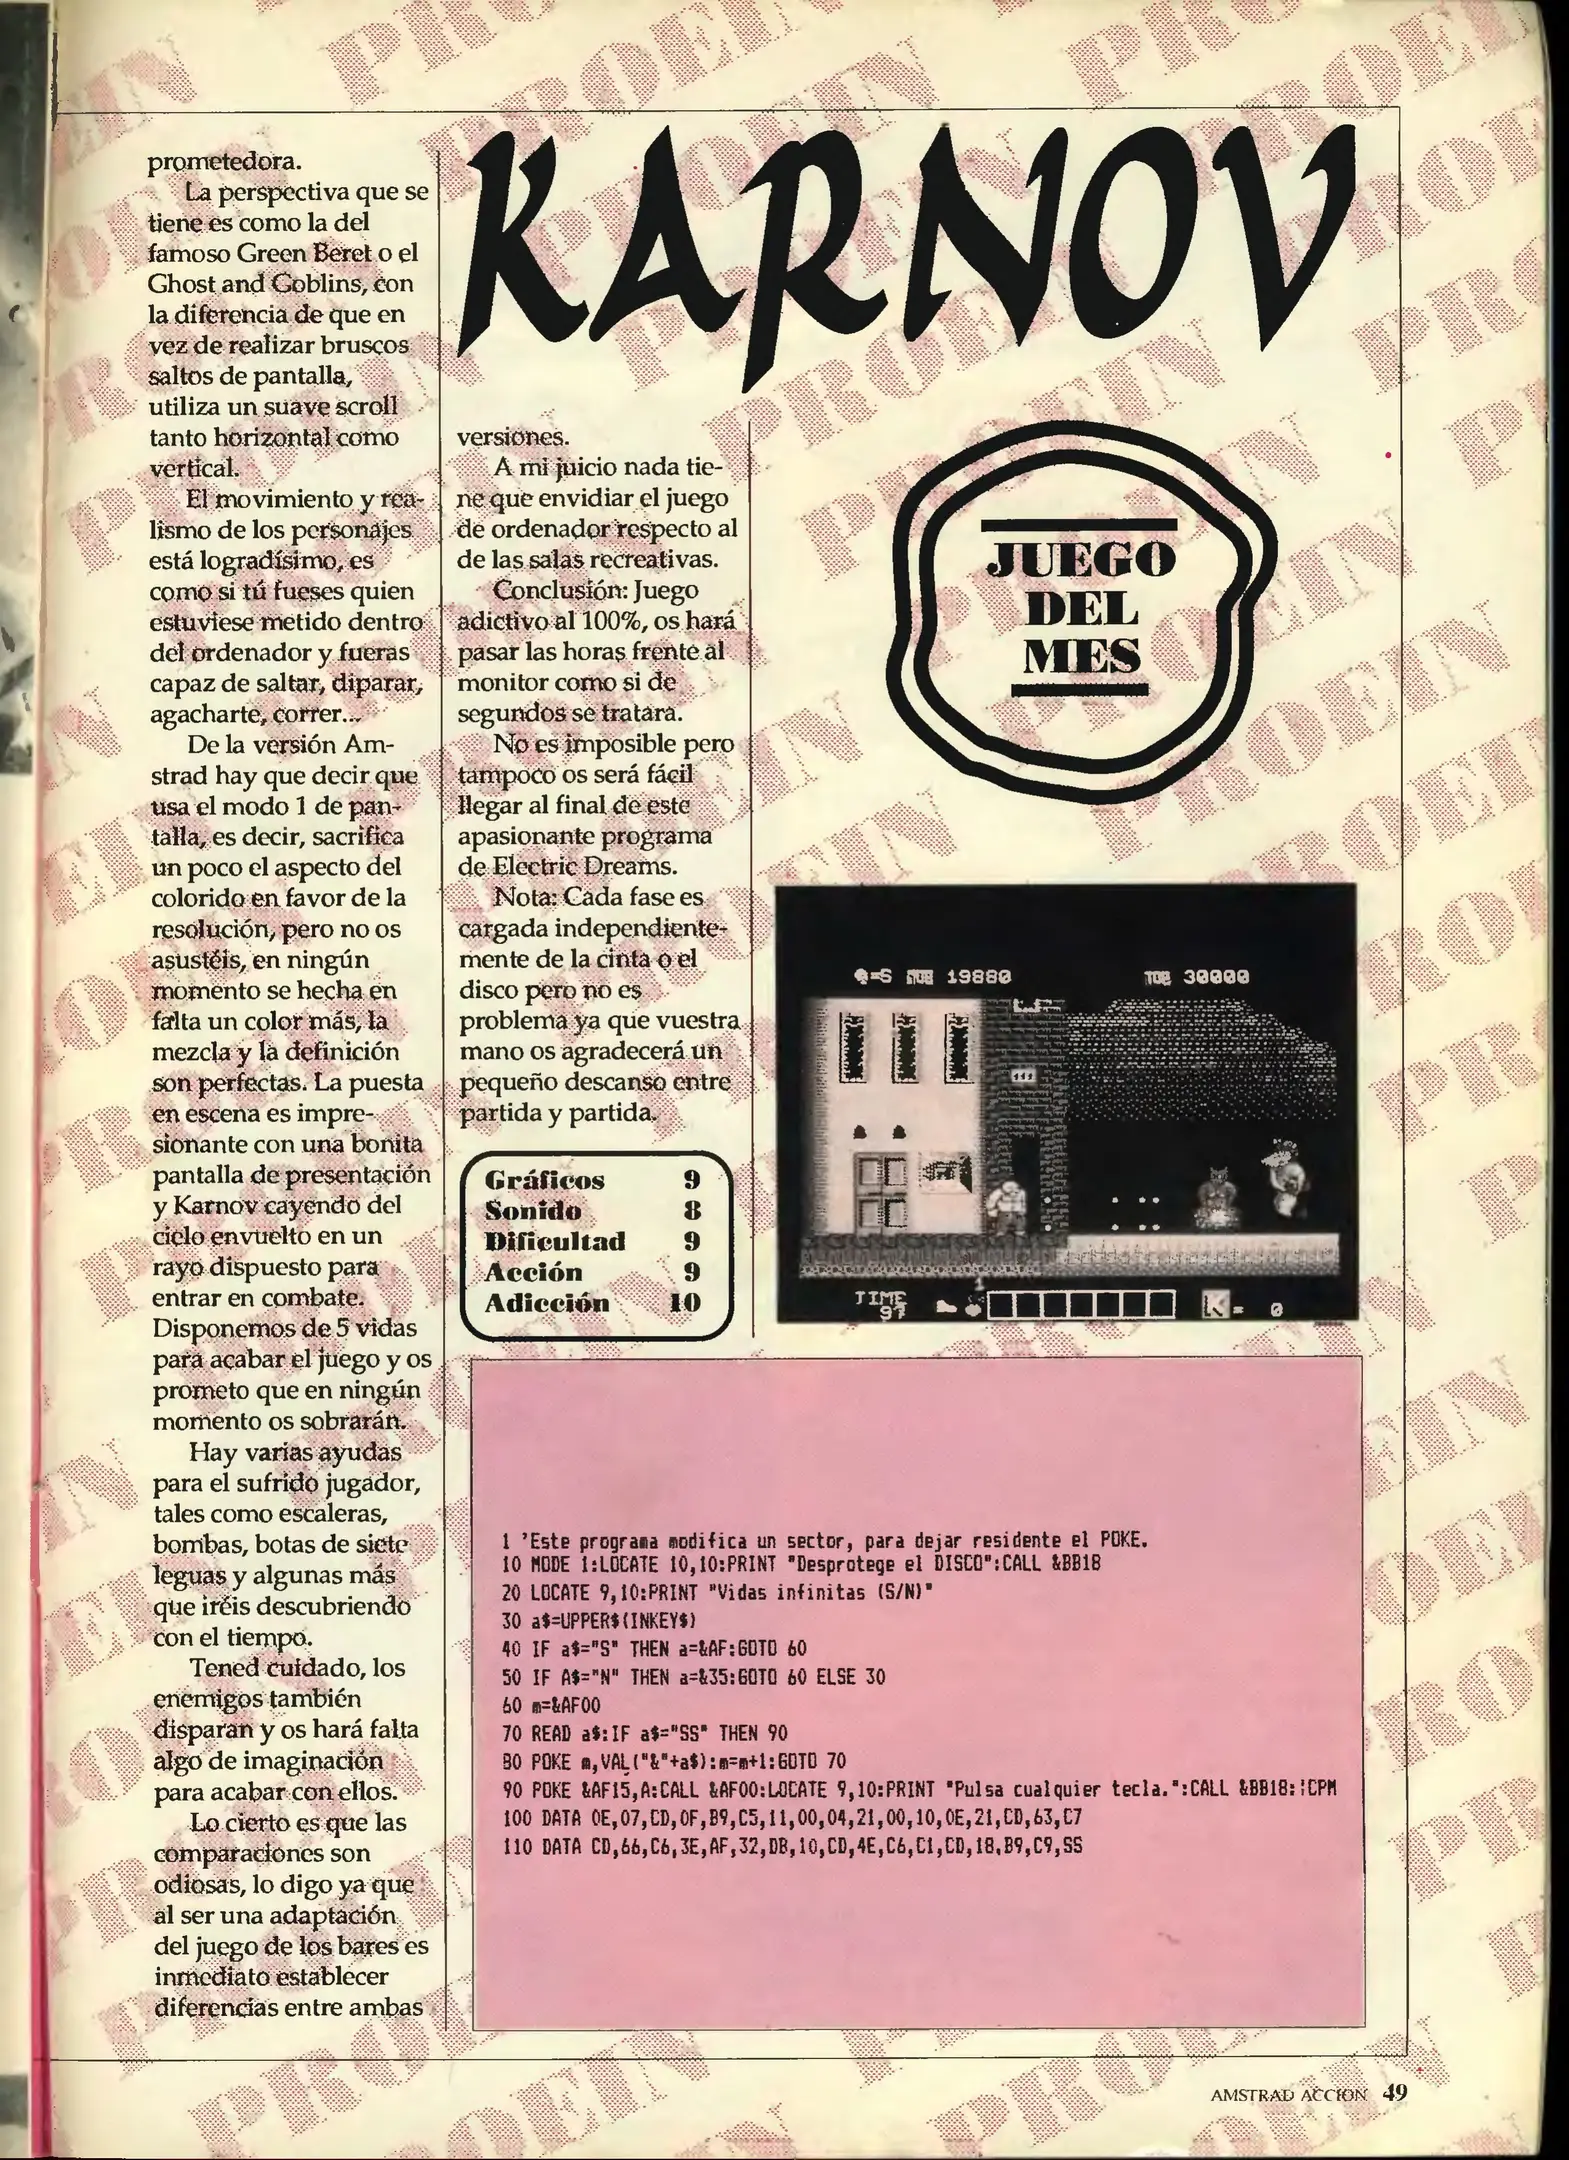 KARNOV
prometedora.
La perspectiva que se
tiene es como la del
famoso Green Beret o el
Ghost and Goblins, con
la diferencia de que en
vez de realizar bruscos
saltos de pantalla,
utiliza un suave scroll
tanto horizontal como
vertical.
El movimiento y rea-
lismo de los personajes
está logradísimo, es
como si tú fueses quien
estuviese metido dentro
del ordenador y fueras
capaz de saltar, diparar,
agacharte, correr...
De la versión Am-
strad hay que decir que
usa el modo 1 de pan-
talla, es decir, sacrifica
un poco el aspecto del
colorido en favor de la
resolución, pero no os
asustéis, en ningún
momento se hecha en
falta un color más, la
mezcla y la definición
son perfectas. La puesta
en escena es impre-
sionante con una bonita
pantalla de presentación
y Karnov cayendo del
cielo envuelto en un
rayo dispuesto para
entrar en combate.
Disponemos de 5 vidas
para acabar el juego y os
prometo que en ningún
momento os sobrarán.
Hay varias ayudas
para el sufrido jugador,
tales como escaleras,
bombas, botas de siete
leguas y algunas más
que iréis descubriendo
con el tiempo.
Tened cuidado, los
enemigos también
disparan y os hará falta
algo de imaginación
para acabar con ellos.
Lo cierto es que las
comparaciones son
odiosas, lo digo ya que
al ser una adaptación
del juego de los bares es
inmediato establecer
diferencias entre ambas
versiones.
A mi juicio nada tie-
ne que envidiar el juego
de ordenador respecto al
de las salas recreativas.
Conclusión: Juego
adictivo al 100%, os hará
pasar las horas frente al
monitor como si de
segundos se tratara.
No es imposible pero
tampoco os será fácil
llegar al final de este
apasionante programa
de Electric Dreams.
Nota: Cada fase es
cargada independiente-
mente de la cinta o el
disco pero no es
problema ya que vuestra
mano os agradecerá un
pequeño descanso entre
partida y partida.
Gráficos 9
Sonido 8
Dificultad 9
Acción 9
Adicción 10
JUEGO
DEL
MES
=5 19880 30000
TIME
97
K= 0
1 'Este programa modifica un sector, para dejar residente el POKE.
10 MODE 1:LOCATE 10,10:PRINT "Desprotege el DISCO":CALL &BB18
20 LOCATE 9,10:PRINT "Vidas infinitas (S/N)"
30 a$=UPPER$(INKEY$)
40 IF a$="S" THEN a=&AF:GOTO 60
50 IF A$="N" THEN a=&35:GOTO 60 ELSE 30
60 m=&AF00
70 READ a$:IF a$="SS" THEN 90
80 POKE m,VAL("&"+a$):m=m+1:GOTO 70
90 POKE &AF15,A:CALL &AF00:LOCATE 9,10:PRINT "Pulsa cualquier tecla.":CALL &BB18:|CPM
100 DATA 0E,07,CD,0F,B9,C5,11,00,04,21,00,10,0E,21,CD,63,C7
110 DATA CD,66,C6,3E,AF,32,DB,10,CD,4E,C6,C1,CD,18,B9,C9,SS
AMSTRAD ACCION 49